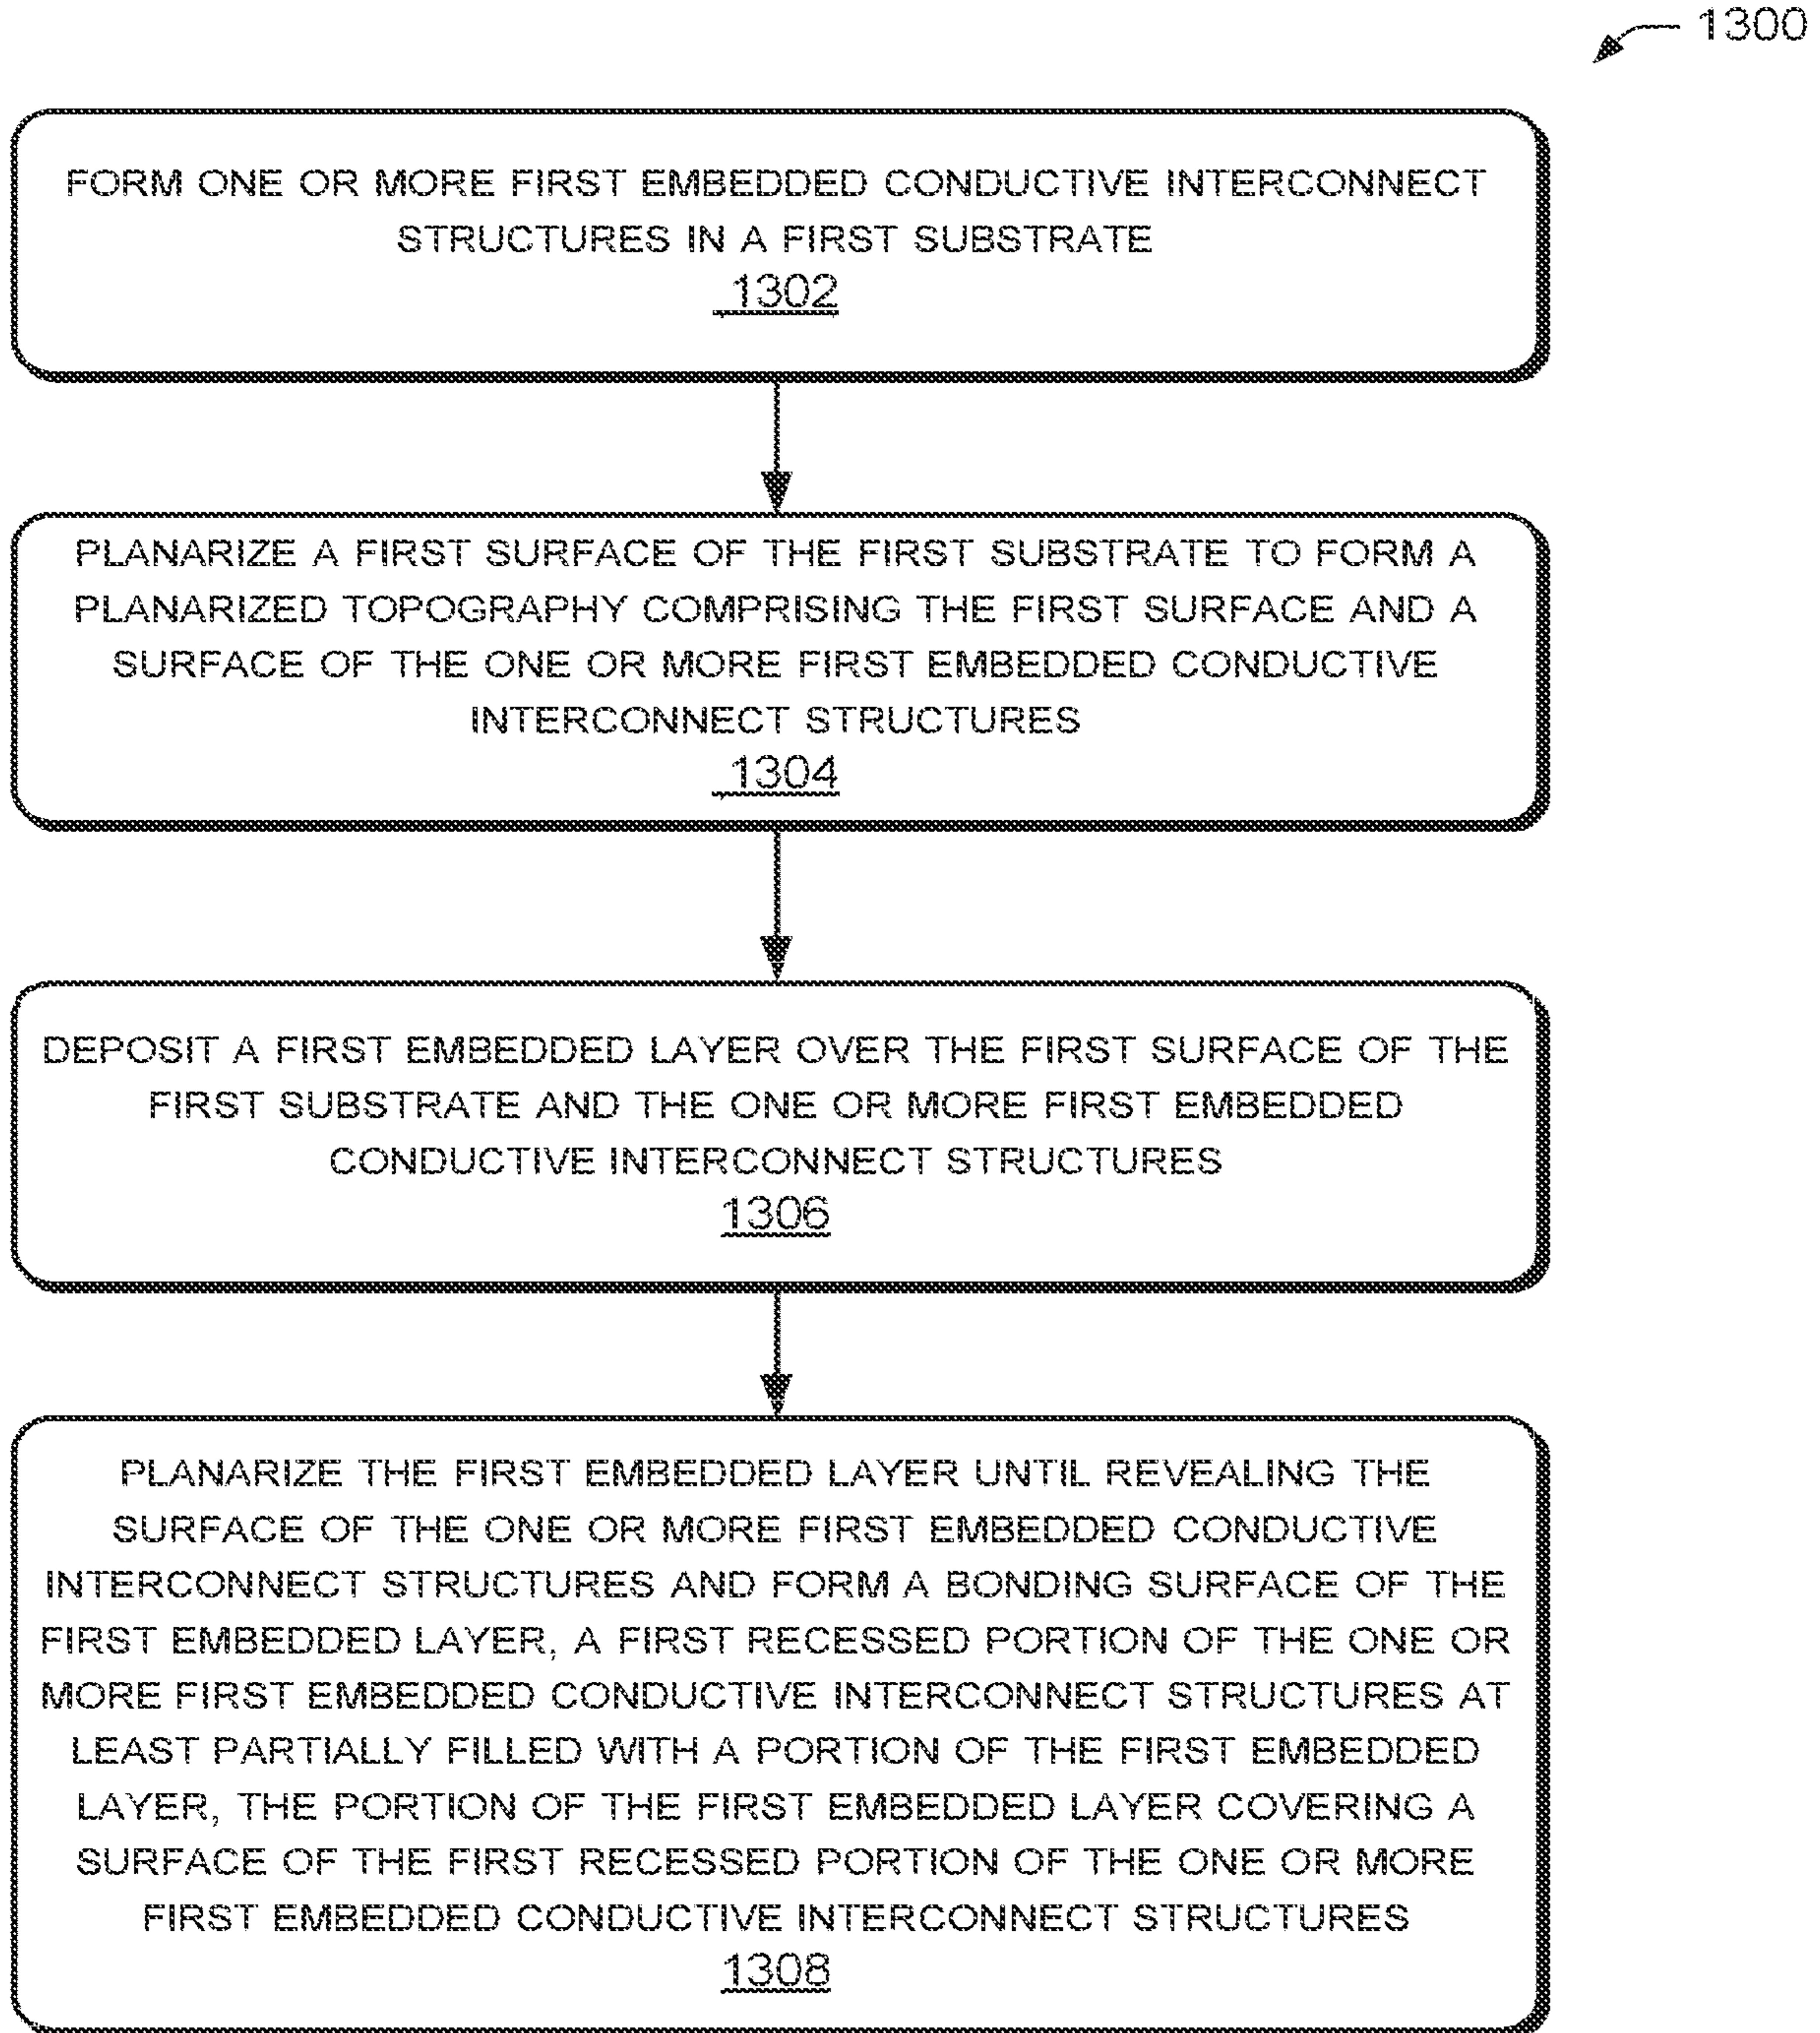 1300
FORM ONE OR MORE FIRST EMBEDDED CONDUCTIVE INTERCONNECT
STRUCTURES IN A FIRST SUBSTRATE
1302
PLANARIZE A FIRST SURFACE OF THE FIRST SUBSTRATE TO FORM A
PLANARIZED TOPOGRAPHY COMPRISING THE FIRST SURFACE AND A
SURFACE OF THE ONE OR MORE FIRST EMBEDDED CONDUCTIVE
INTERCONNECT STRUCTURES
1304
DEPOSIT A FIRST EMBEDDED LAYER OVER THE FIRST SURFACE OF THE
FIRST SUBSTRATE AND THE ONE OR MORE FIRST EMBEDDED
CONDUCTIVE INTERCONNECT STRUCTURES
1306
PLANARIZE THE FIRST EMBEDDED LAYER UNTIL REVEALING THE
SURFACE OF THE ONE OR MORE FIRST EMBEDDED CONDUCTIVE
INTERCONNECT STRUCTURES AND FORM A BONDING SURFACE OF THE
FIRST EMBEDDED LAYER, A FIRST RECESSED PORTION OF THE ONE OR
MORE FIRST EMBEDDED CONDUCTIVE INTERCONNECT STRUCTURES AT
LEAST PARTIALLY FILLED WITH A PORTION OF THE FIRST EMBEDDED
LAYER, THE PORTION OF THE FIRST EMBEDDED LAYER COVERING A
SURFACE OF THE FIRST RECESSED PORTION OF THE ONE OR MORE
FIRST EMBEDDED CONDUCTIVE INTERCONNECT STRUCTURES
1308